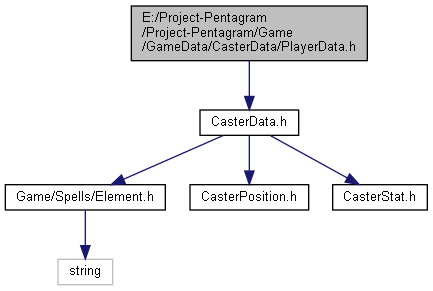 E:/Project-Pentagram
/Project-Pentagram/Game
/GameData/CasterData/PlayerData.h
CasterData.h
Game/Spells/Element.h
CasterPosition.h
CasterStat.h
string